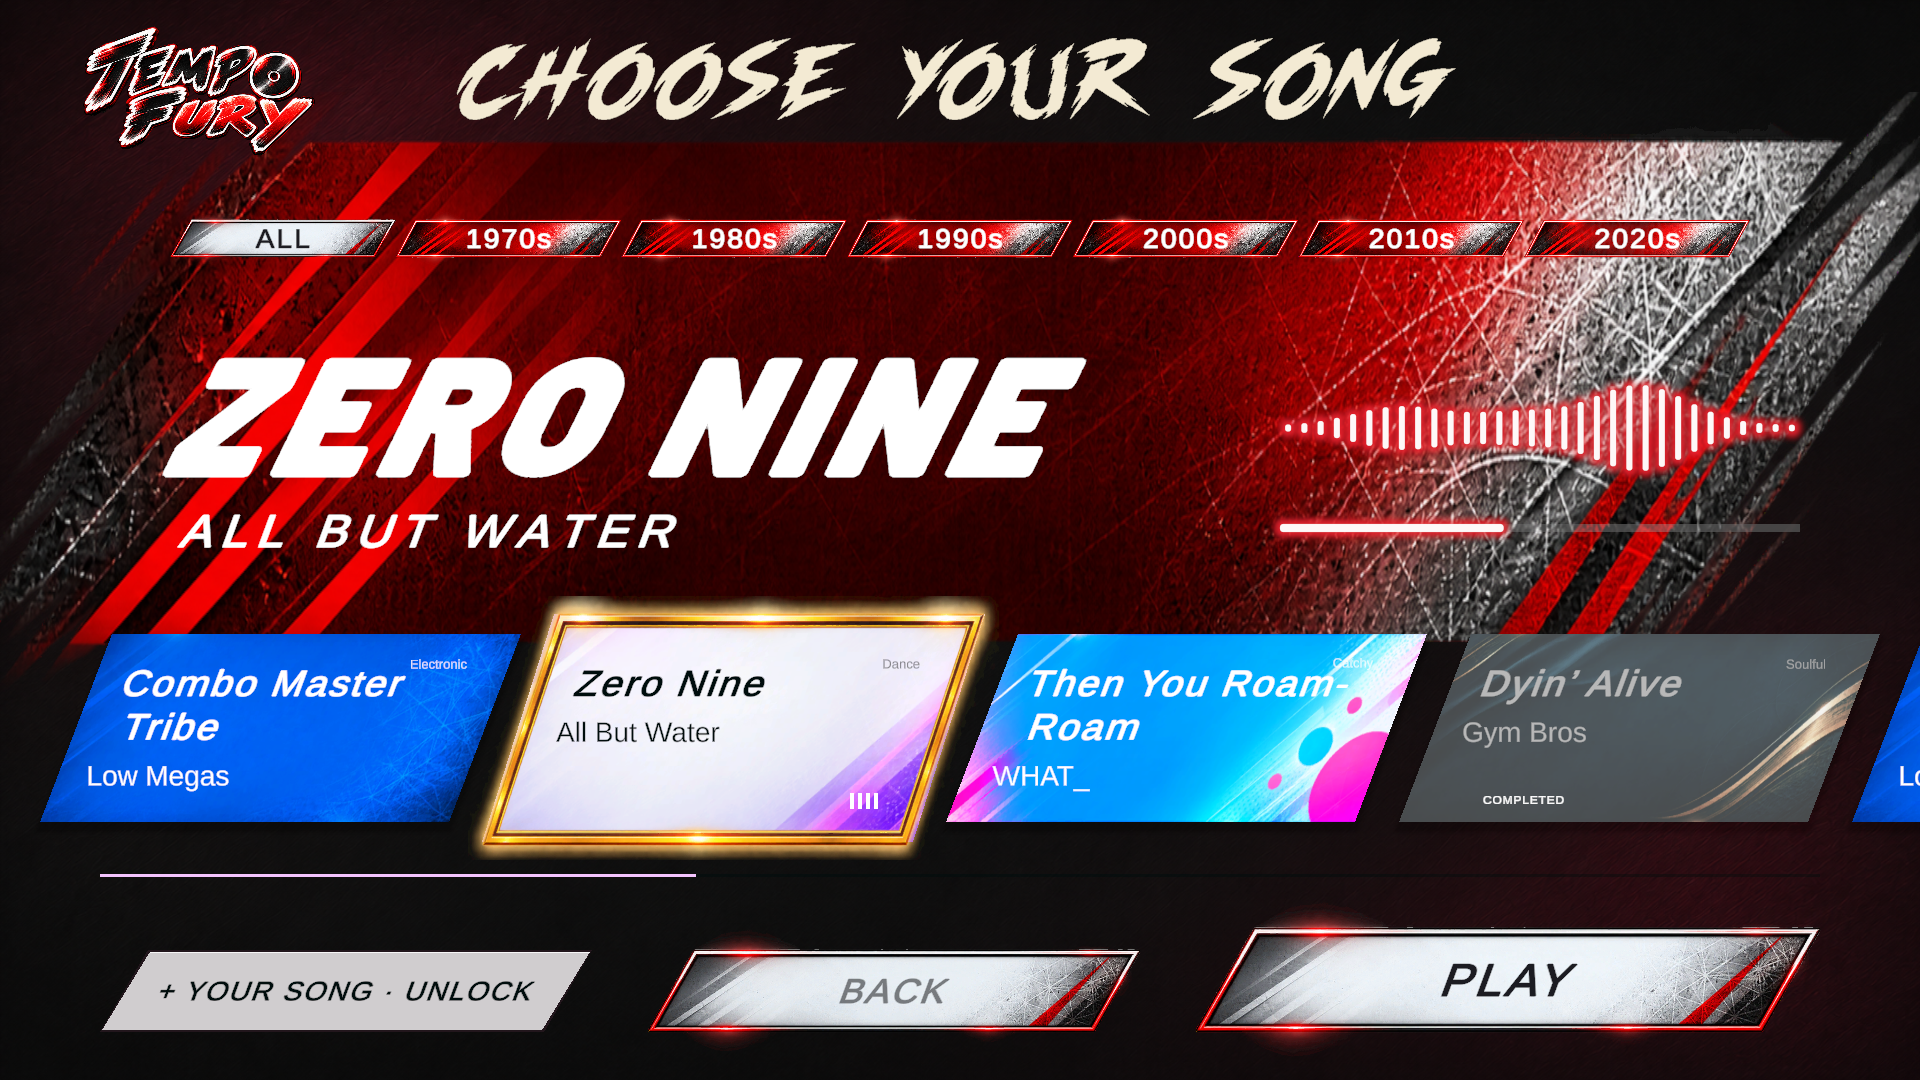 TEMPO
FURY
CHOOSE YOUR SONG
ALL
1970s
1980s
1990s
2000s
2010s
2020s
ZERO NINE
ALL BUT WATER
Electronic
Combo Master
Tribe
Low Megas
Dance
Zero Nine
All But Water
Catchy
Then You Roam-
Roam
WHAT_
Soulful
Dyin’ Alive
Gym Bros
COMPLETED
Lo
+ YOUR SONG · UNLOCK
BACK
PLAY